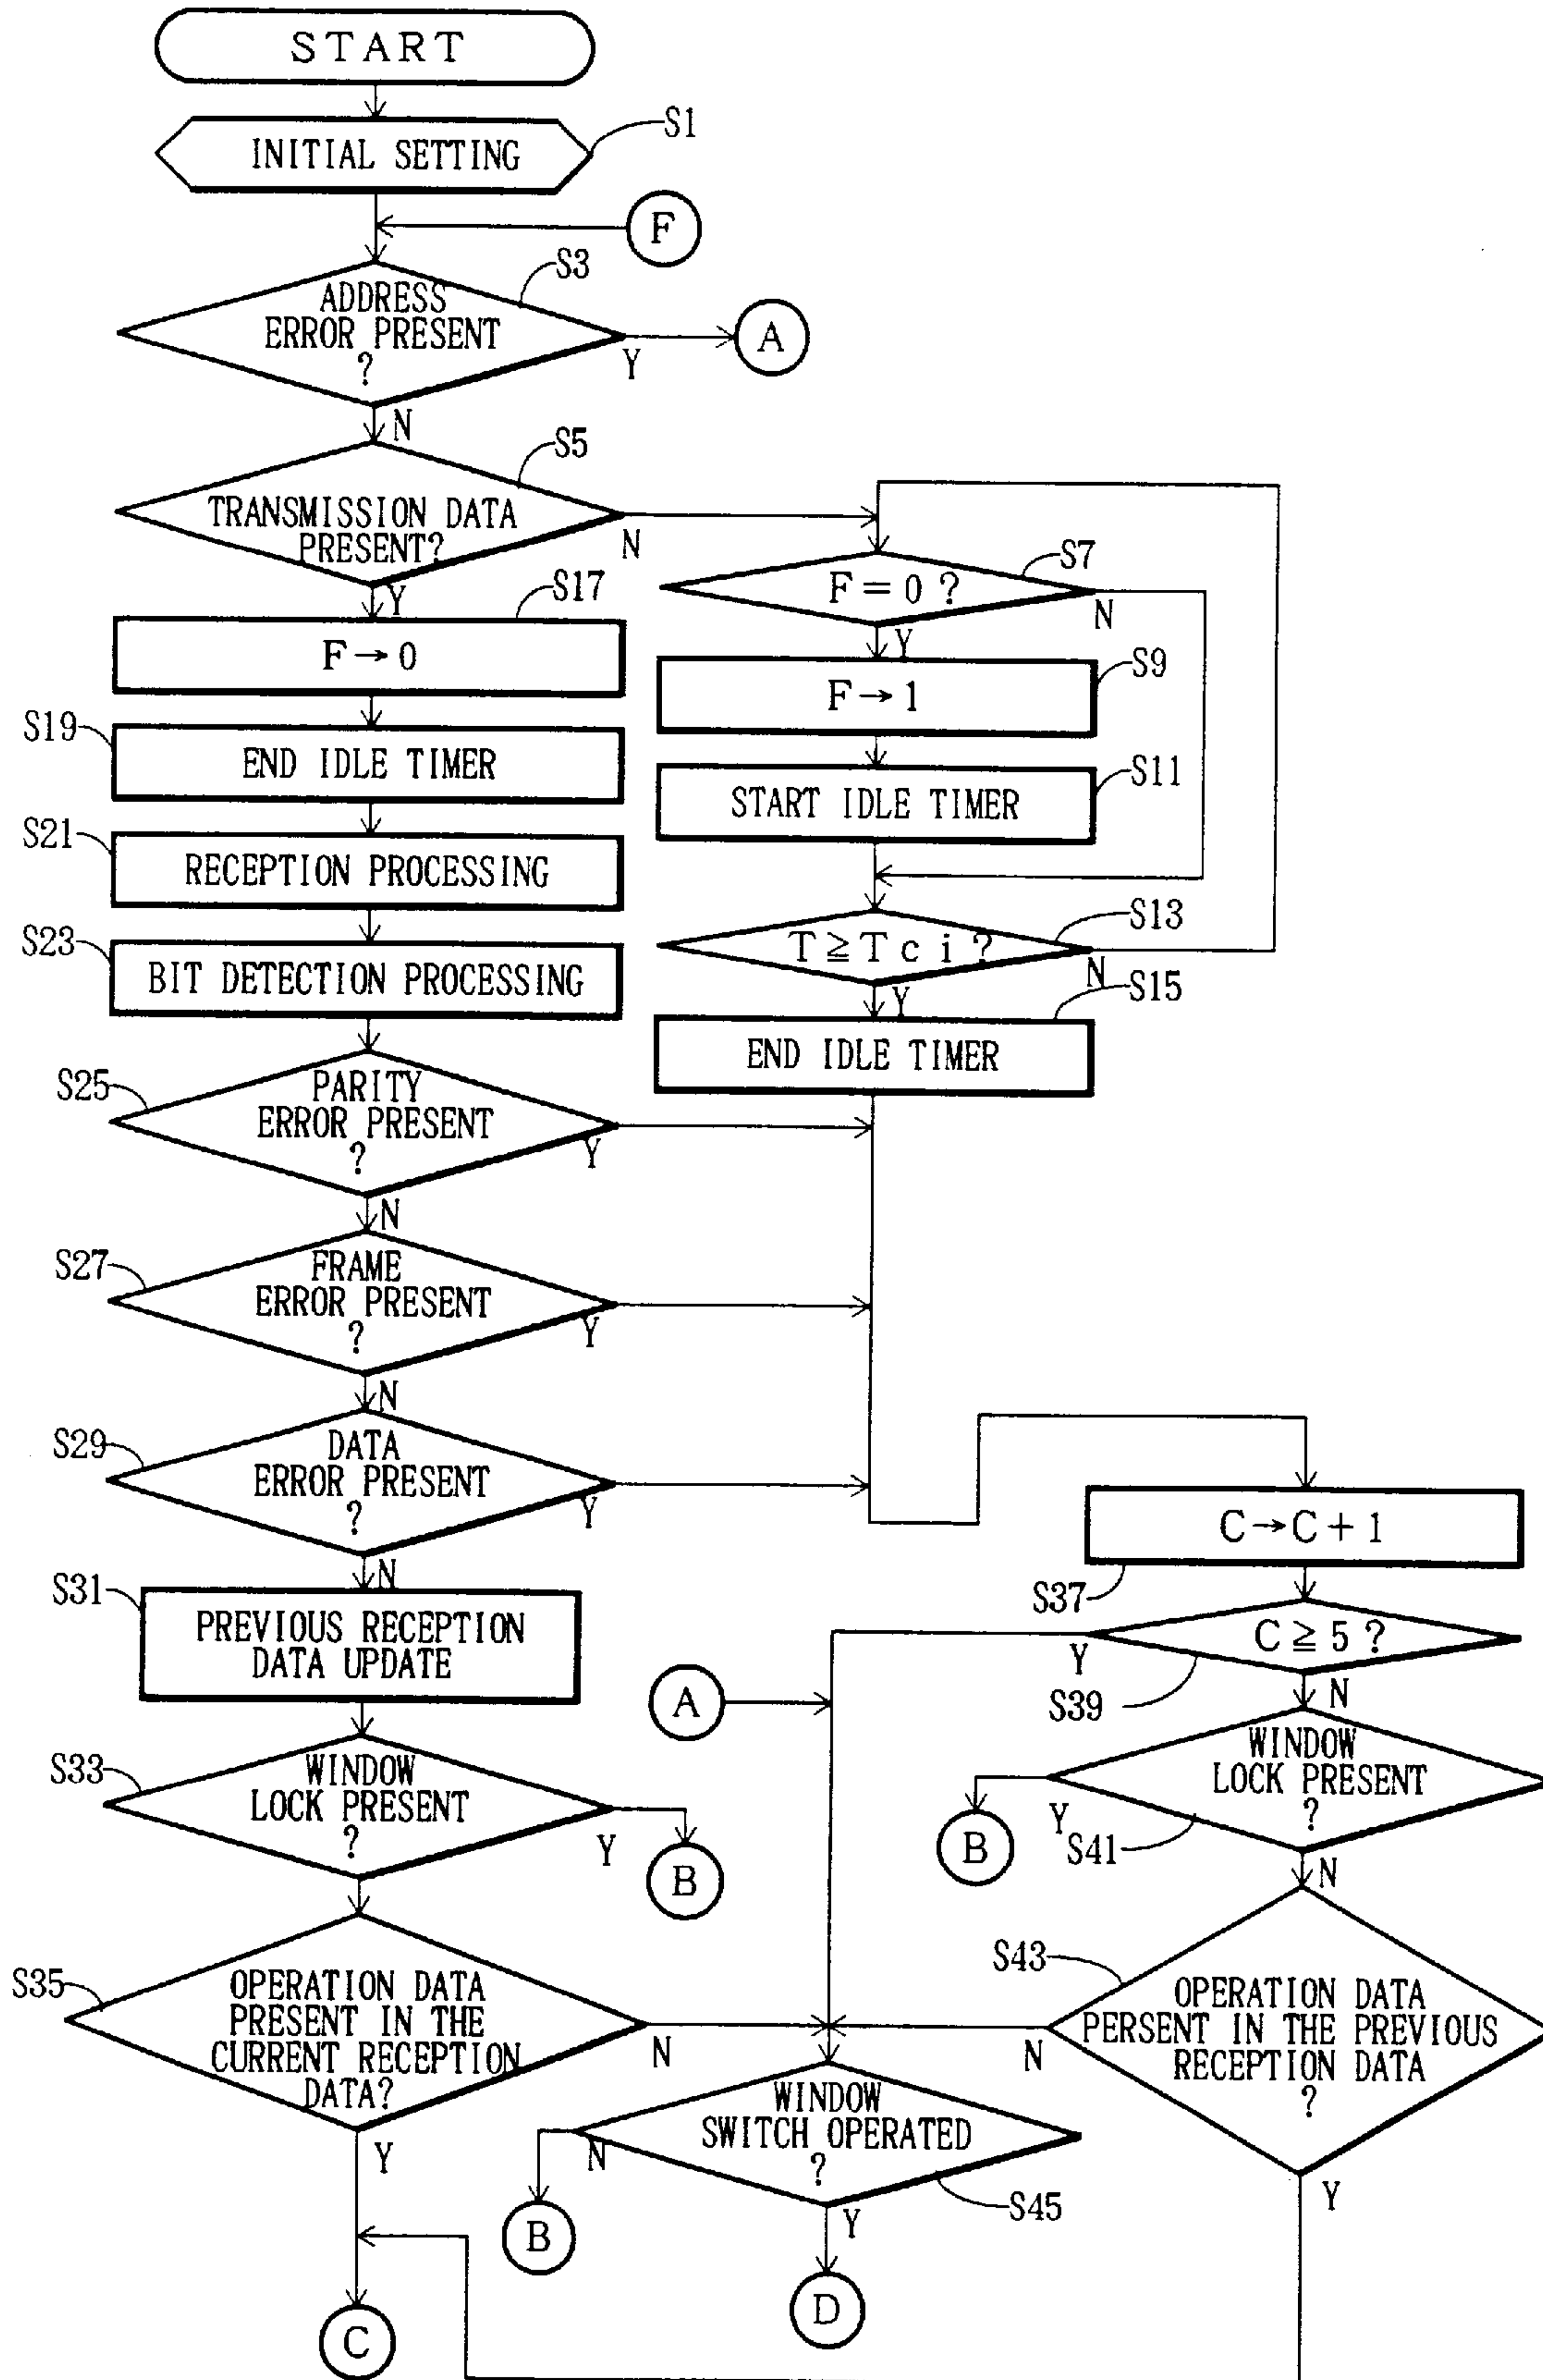 START
INITIAL SETTING
S1
F
ADDRESS
ERROR PRESENT
?
S3
Y
A
N
TRANSMISSION DATA
PRESENT?
S5
N
Y
F=0 ?
S7
N
Y
S17
F→0
F→1
S9
S19
END IDLE TIMER
START IDLE TIMER
S11
S21
RECEPTION PROCESSING
T≧Tci?
S13
N
Y
S23
BIT DETECTION PROCESSING
END IDLE TIMER
S15
S25
PARITY
ERROR PRESENT
?
Y
N
S27
FRAME
ERROR PRESENT
?
Y
N
S29
DATA
ERROR PRESENT
?
Y
N
C→C+1
S37
S31
PREVIOUS RECEPTION
DATA UPDATE
C≧5?
Y
S39
N
A
S33
WINDOW
LOCK PRESENT
?
Y
B
WINDOW
LOCK PRESENT
?
Y
S41
B
N
S35
OPERATION DATA
PRESENT IN THE
CURRENT RECEPTION
DATA?
N
Y
S43
OPERATION DATA
PERSENT IN THE PREVIOUS
RECEPTION DATA
?
N
Y
WINDOW
SWITCH OPERATED
?
N
S45
Y
B
D
C